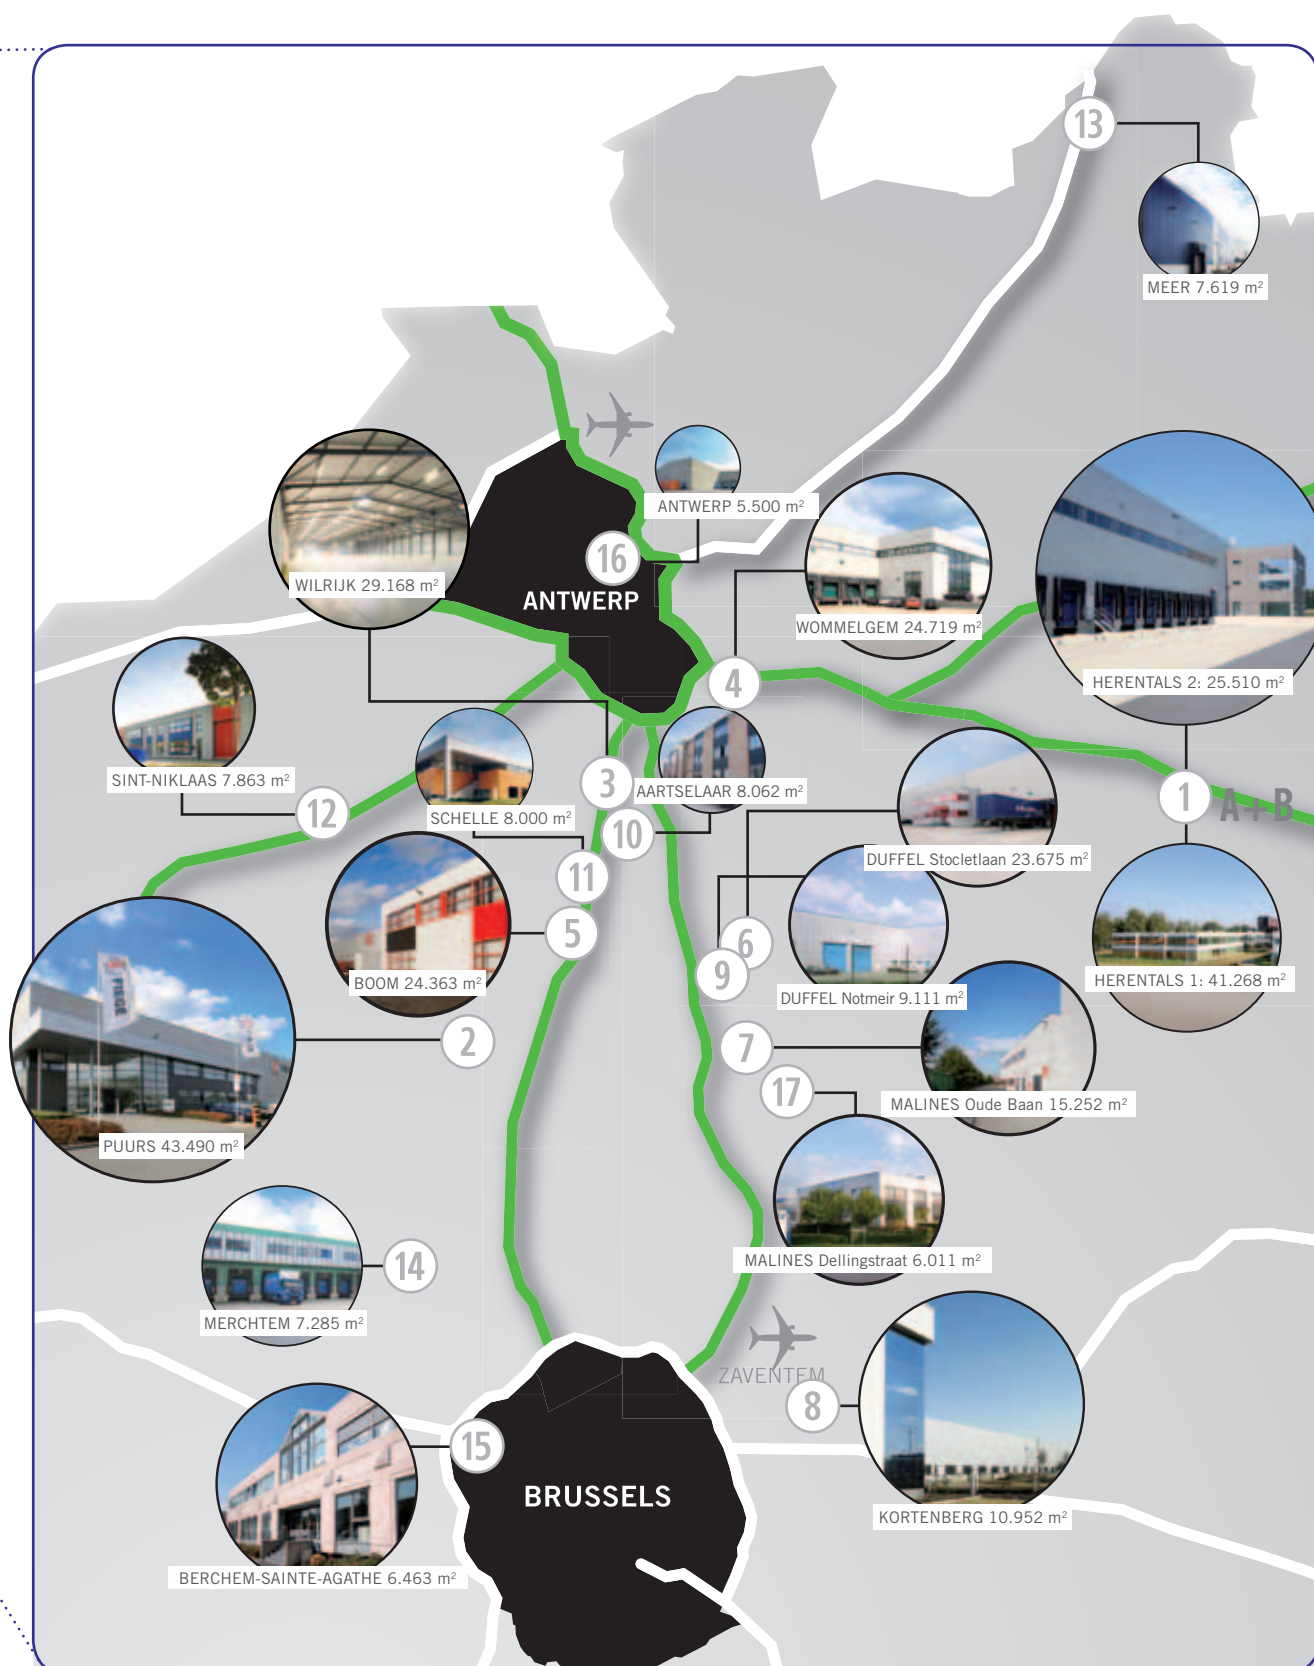 13
MEER 7.619 m²
ANTWERP 5.500 m²
16
ANTWERP
WILRIJK 29.168 m²
WOMMELGEM 24.719 m²
HERENTALS 2: 25.510 m²
4
SINT-NIKLAAS 7.863 m²
12
3
AARTSELAAR 8.062 m²
1
A+B
SCHELLE 8.000 m²
10
DUFFEL Stocletlaan 23.675 m²
11
5
6
9
BOOM 24.363 m²
HERENTALS 1: 41.268 m²
DUFFEL Notmeir 9.111 m²
FIEGE
2
7
17
MALINES Oude Baan 15.252 m²
PUURS 43.490 m²
14
MALINES Dellingstraat 6.011 m²
MERCHTEM 7.285 m²
ZAVENTEM
8
15
BRUSSELS
KORTENBERG 10.952 m²
BERCHEM-SAINTE-AGATHE 6.463 m²